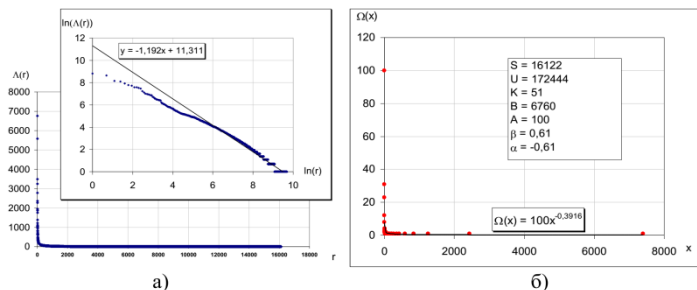 ln(Λ(r))
y = -1,192x + 11,311
12
10
8
6
4
2
0
0 2 4 6 8 10
ln(r)
Λ(r)
8000
7000
6000
5000
4000
3000
2000
1000
0
0 2000 4000 6000 8000 10000 12000 14000 16000 18000
r
а)
Ω(x)
120
100
80
60
40
20
0
0 2000 4000 6000 8000
x
S = 16122
U = 172444
K = 51
B = 6760
A = 100
β = 0,61
α = -0,61
Ω(x) = 100x^-0,3916
б)